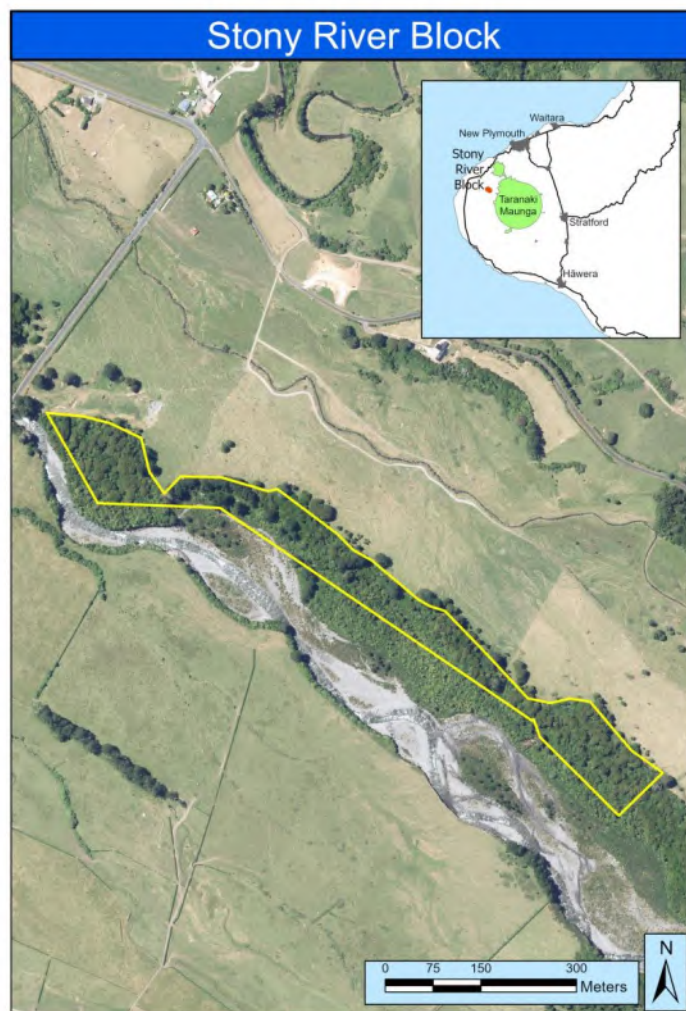 Stony River Block
Waitara
New Plymouth
Stony
River
Block
Taranaki
Maunga
Stratford
Hāwera
N
0 75 150 300
Meters